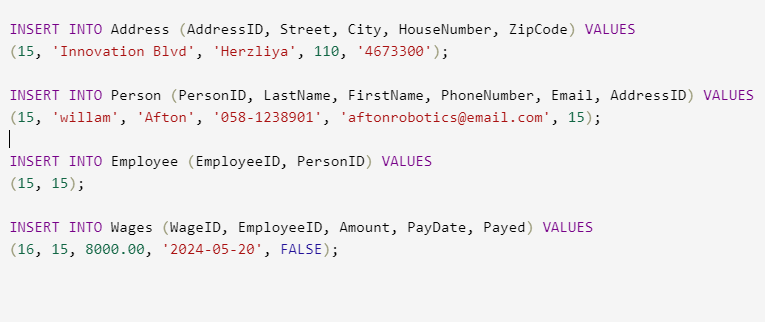 INSERT INTO Address (AddressID, Street, City, HouseNumber, ZipCode) VALUES
(15, 'Innovation Blvd', 'Herzliya', 110, '4673300');
INSERT INTO Person (PersonID, LastName, FirstName, PhoneNumber, Email, AddressID) VALUES
(15, 'willam', 'Afton', '058-1238901', 'aftonrobotics@email.com', 15);
INSERT INTO Employee (EmployeeID, PersonID) VALUES
(15, 15);
INSERT INTO Wages (WageID, EmployeeID, Amount, PayDate, Payed) VALUES
(16, 15, 8000.00, '2024-05-20', FALSE);